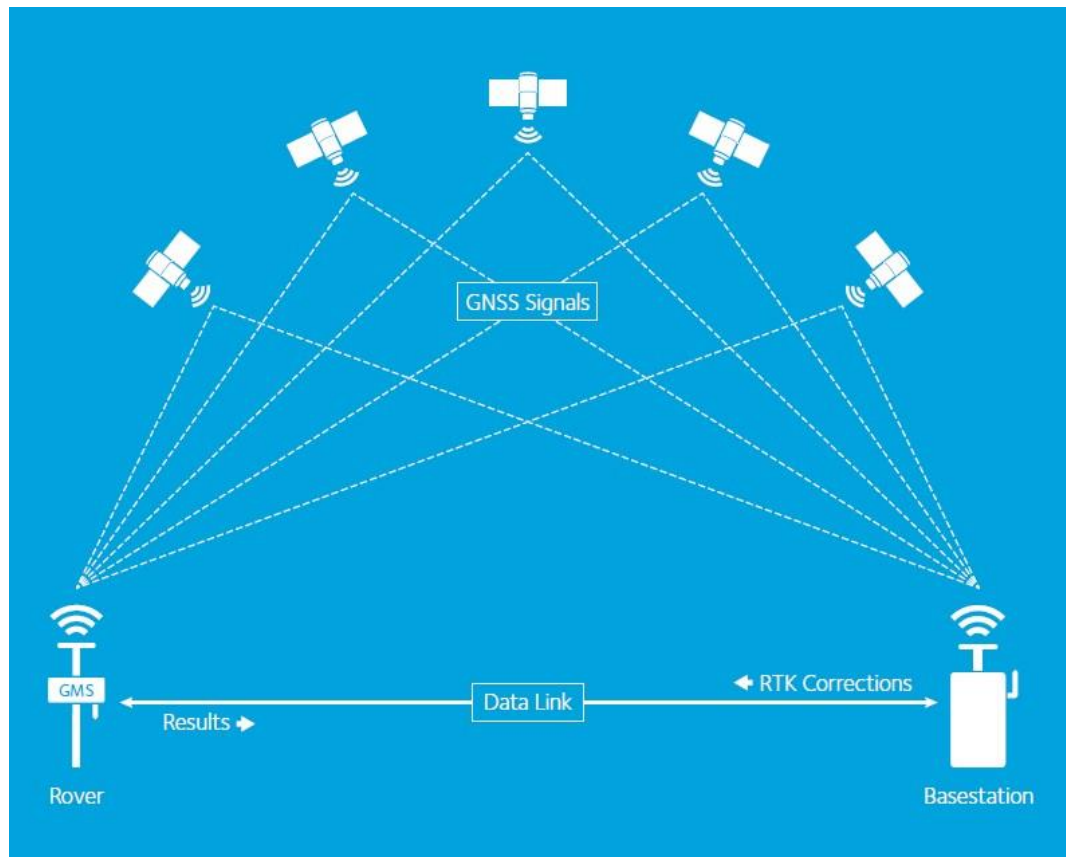 GNSS Signals
GMS
RTK Corrections
Data Link
Results
Rover
Basestation